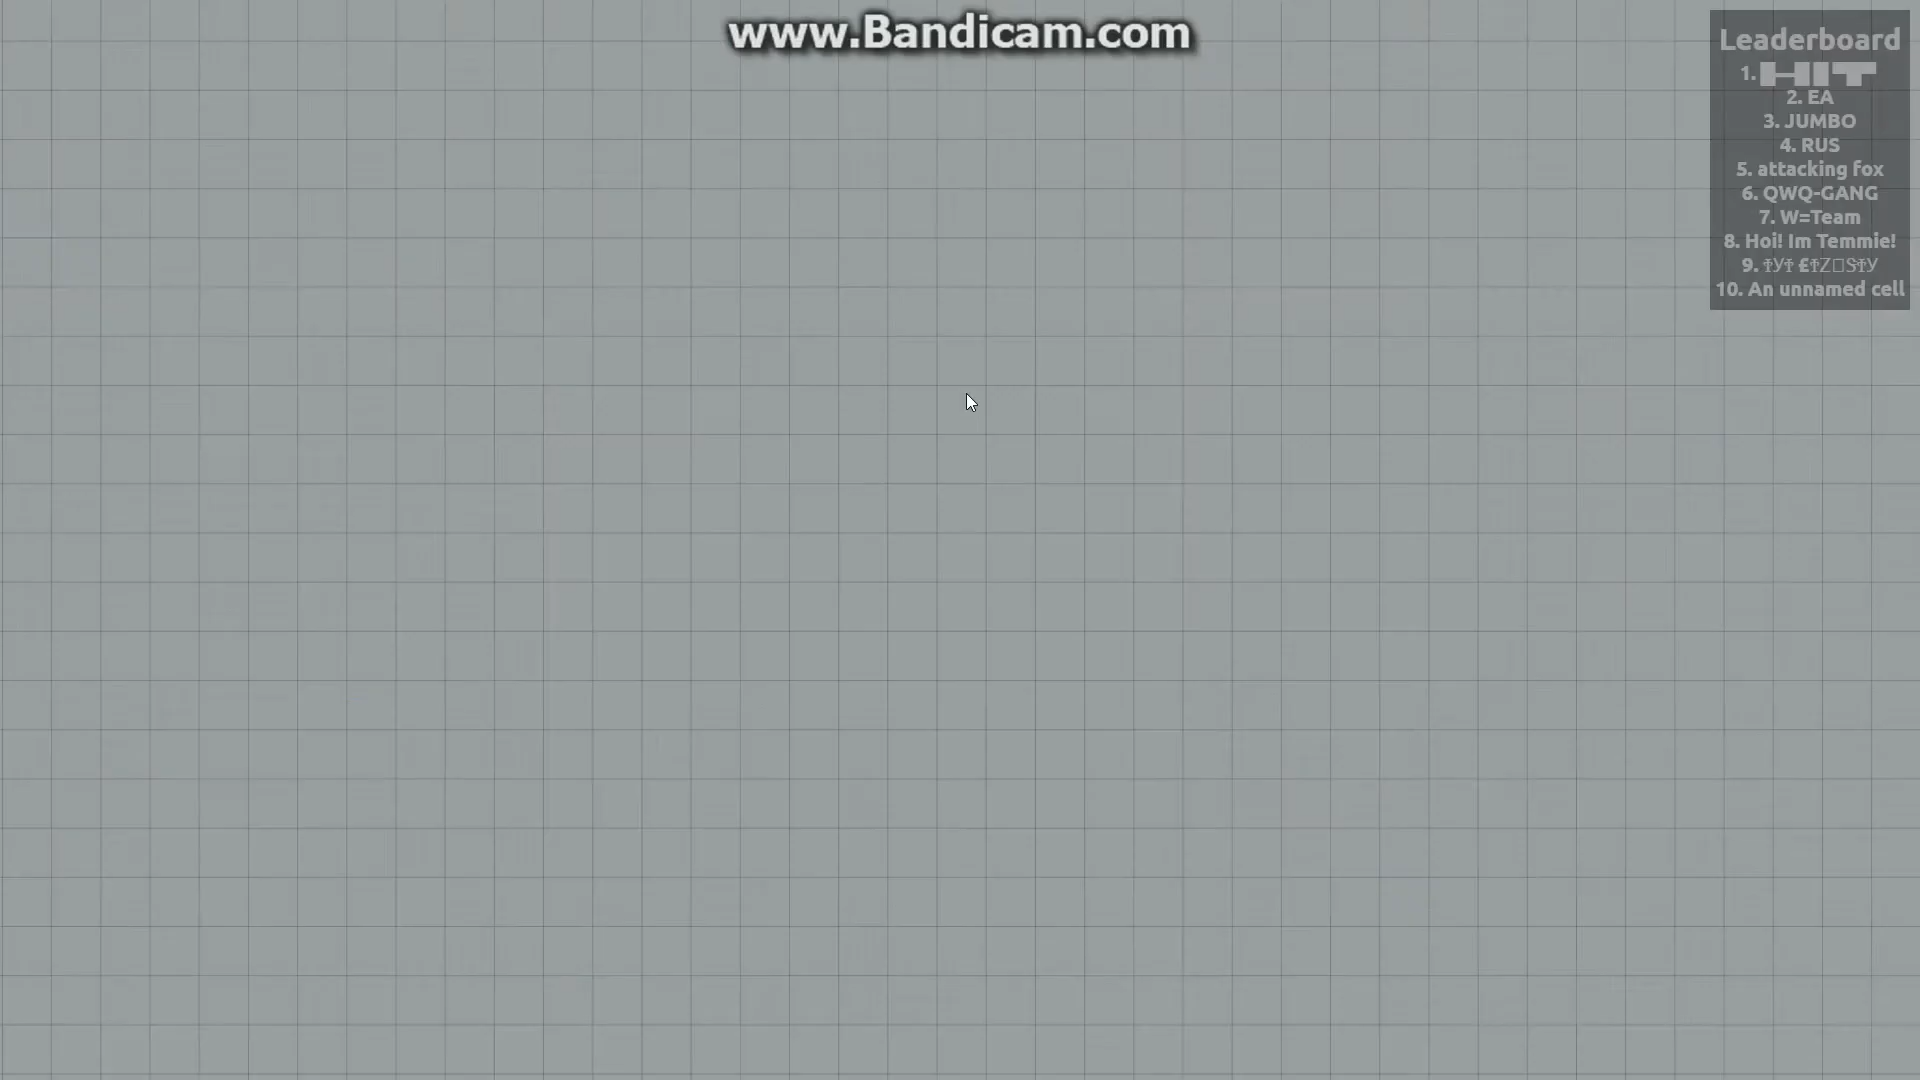 www.Bandicam.com
Leaderboard
1. HIT
2. EA
3. JUMBO
4. RUS
5. attacking fox
6. QWQ-GANG
7. W=Team
8. Hoi! Im Temmie!
9.
10. An unnamed cell